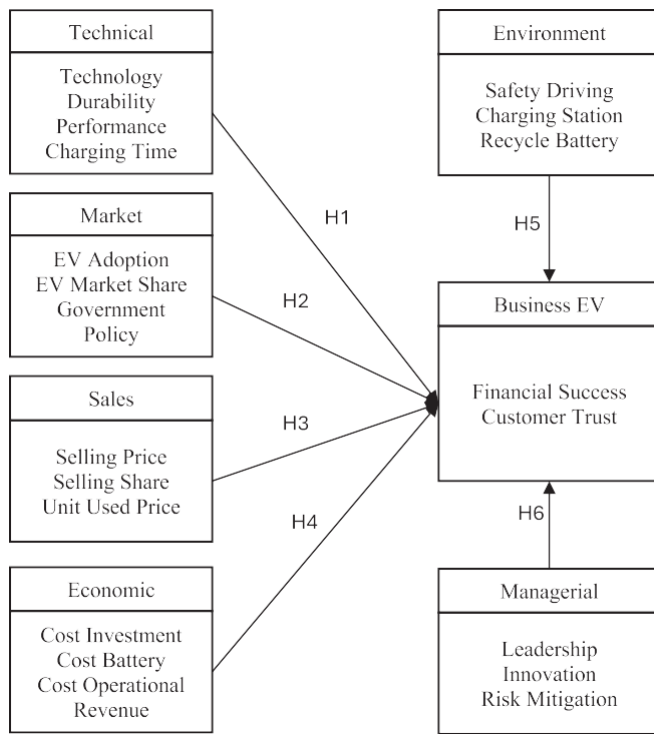 Technical
Technology
Durability
Performance
Charging Time
Market
EV Adoption
EV Market Share
Government
Policy
Sales
Selling Price
Selling Share
Unit Used Price
Economic
Cost Investment
Cost Battery
Cost Operational
Revenue
H1
H2
H3
H4
Environment
Safety Driving
Charging Station
Recycle Battery
H5
Business EV
Financial Success
Customer Trust
H6
Managerial
Leadership
Innovation
Risk Mitigation